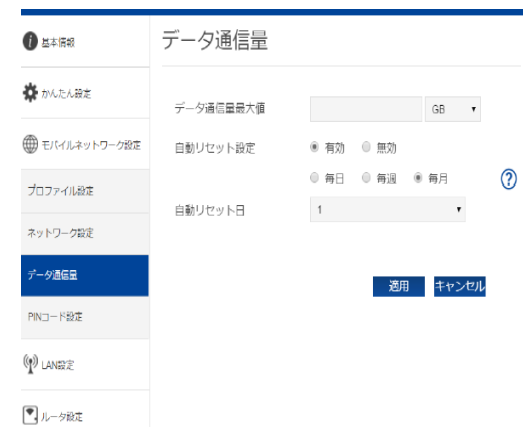 基本情報
かんたん設定
モバイルネットワーク設定
プロファイル設定
ネットワーク設定
データ通信量
PINコード設定
LAN設定
ルータ設定
データ通信量
データ通信量最大値 GB
自動リセット設定 有効 無効
毎日 毎週 毎月
?
自動リセット日 1
適用 キャンセル